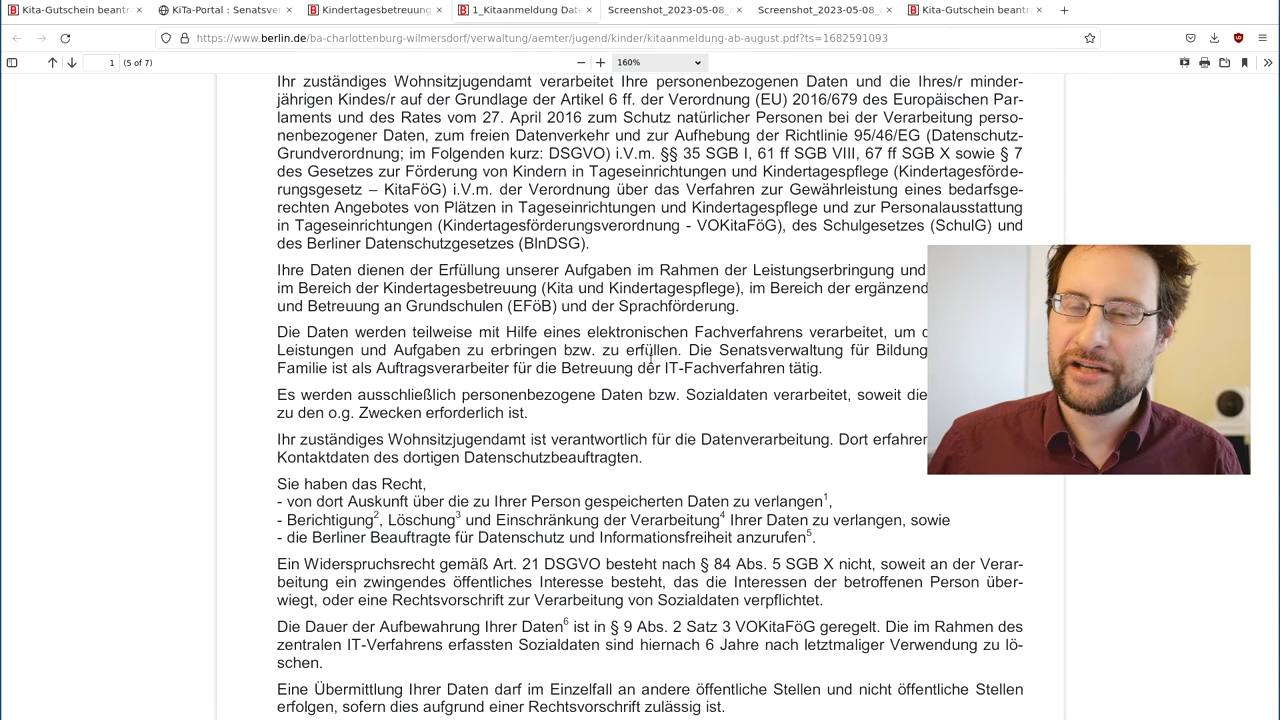 Kita-Gutschein beantr
KiTa-Portal : Senatsver
Kindertagesbetreuung
1_Kitaanmeldung Date
Screenshot_2023-05-08_
Screenshot_2023-05-08_
Kita-Gutschein beantr
https://www.berlin.de/ba-charlottenburg-wilmersdorf/verwaltung/aemter/jugend/kinder/kitaanmeldung-ab-august.pdf?ts=1682591093
1 (5 of 7)
160%
Ihr zuständiges Wohnsitzjugendamt verarbeitet Ihre personenbezogenen Daten und die Ihres/r minder-
jährigen Kindes/r auf der Grundlage der Artikel 6 ff. der Verordnung (EU) 2016/679 des Europäischen Par-
laments und des Rates vom 27. April 2016 zum Schutz natürlicher Personen bei der Verarbeitung perso-
nenbezogener Daten, zum freien Datenverkehr und zur Aufhebung der Richtlinie 95/46/EG (Datenschutz-
Grundverordnung; im Folgenden kurz: DSGVO) i.V.m. §§ 35 SGB I, 61 ff SGB VIII, 67 ff SGB X sowie § 7
des Gesetzes zur Förderung von Kindern in Tageseinrichtungen und Kindertagespflege (Kindertagesförde-
rungsgesetz – KitaFöG) i.V.m. der Verordnung über das Verfahren zur Gewährleistung eines bedarfsge-
rechten Angebotes von Plätzen in Tageseinrichtungen und Kindertagespflege und zur Personalausstattung
in Tageseinrichtungen (Kindertagesförderungsverordnung - VOKitaFöG), des Schulgesetzes (SchulG) und
des Berliner Datenschutzgesetzes (BlnDSG).
Ihre Daten dienen der Erfüllung unserer Aufgaben im Rahmen der Leistungserbringung und
im Bereich der Kindertagesbetreuung (Kita und Kindertagespflege), im Bereich der ergänzend
und Betreuung an Grundschulen (EFöB) und der Sprachförderung.
Die Daten werden teilweise mit Hilfe eines elektronischen Fachverfahrens verarbeitet, um
Leistungen und Aufgaben zu erbringen bzw. zu erfüllen. Die Senatsverwaltung für Bildung
Familie ist als Auftragsverarbeiter für die Betreuung der IT-Fachverfahren tätig.
Es werden ausschließlich personenbezogene Daten bzw. Sozialdaten verarbeitet, soweit die
zu den o.g. Zwecken erforderlich ist.
Ihr zuständiges Wohnsitzjugendamt ist verantwortlich für die Datenverarbeitung. Dort erfahren
Kontaktdaten des dortigen Datenschutzbeauftragten.
Sie haben das Recht,
- von dort Auskunft über die zu Ihrer Person gespeicherten Daten zu verlangen¹,
- Berichtigung², Löschung³ und Einschränkung der Verarbeitung⁴ Ihrer Daten zu verlangen, sowie
- die Berliner Beauftragte für Datenschutz und Informationsfreiheit anzurufen⁵.
Ein Widerspruchsrecht gemäß Art. 21 DSGVO besteht nach § 84 Abs. 5 SGB X nicht, soweit an der Verar-
beitung ein zwingendes öffentliches Interesse besteht, das die Interessen der betroffenen Person über-
wiegt, oder eine Rechtsvorschrift zur Verarbeitung von Sozialdaten verpflichtet.
Die Dauer der Aufbewahrung Ihrer Daten⁶ ist in § 9 Abs. 2 Satz 3 VOKitaFöG geregelt. Die im Rahmen des
zentralen IT-Verfahrens erfassten Sozialdaten sind hiernach 6 Jahre nach letztmaliger Verwendung zu lö-
schen.
Eine Übermittlung Ihrer Daten darf im Einzelfall an andere öffentliche Stellen und nicht öffentliche Stellen
erfolgen, sofern dies aufgrund einer Rechtsvorschrift zulässig ist.